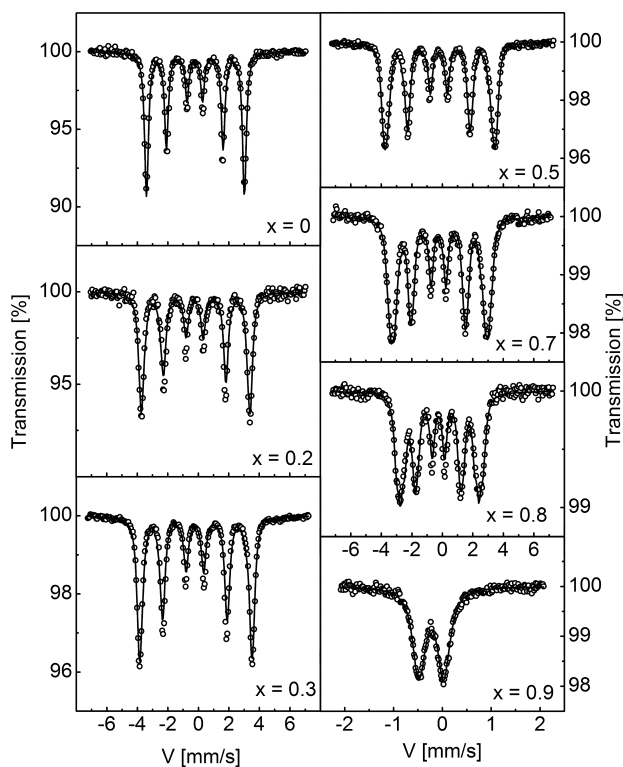 100
95
90
x = 0
100
95
x = 0.2
100
98
96
x = 0.3
Transmission [%]
-6 -4 -2 0 2 4 6
V [mm/s]
100
98
96
x = 0.5
100
99
98
x = 0.7
100
99
x = 0.8
-6 -4 -2 0 2 4 6
100
99
98
x = 0.9
Transmission [%]
-2 -1 0 1 2
V [mm/s]